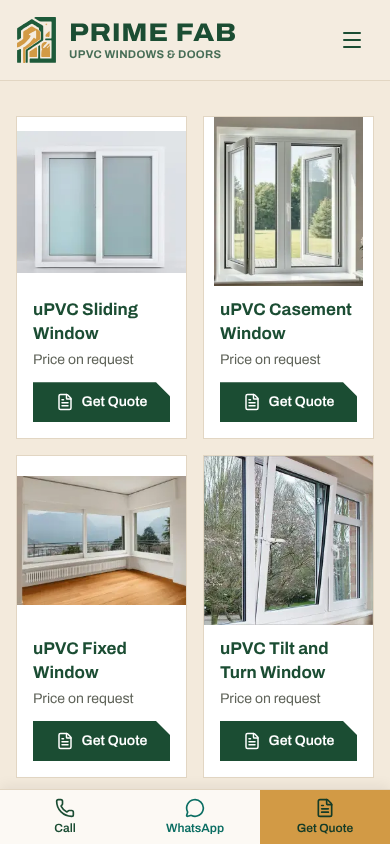 PRIME FAB
UPVC WINDOWS & DOORS
uPVC Sliding
Window
Price on request
Get Quote
uPVC Casement
Window
Price on request
Get Quote
uPVC Fixed
Window
Price on request
Get Quote
uPVC Tilt and
Turn Window
Price on request
Get Quote
Call
WhatsApp
Get Quote